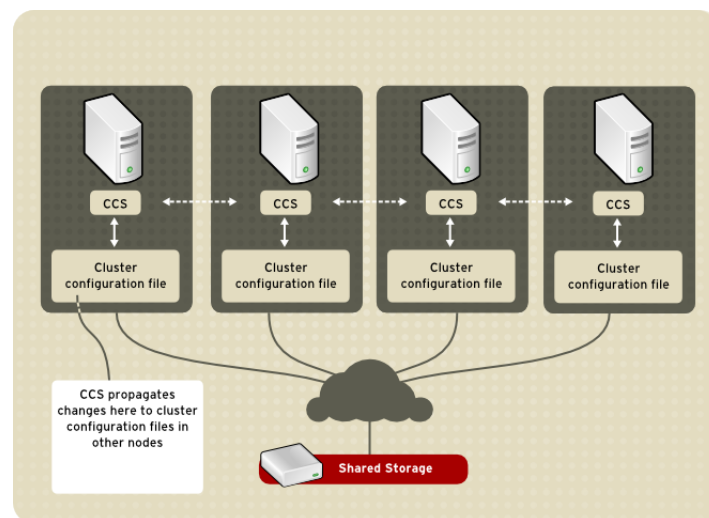 CCS
CCS
CCS
CCS
Cluster
configuration file
Cluster
configuration file
Cluster
configuration file
Cluster
configuration file
CCS propagates
changes here to cluster
configuration files in
other nodes
Shared Storage